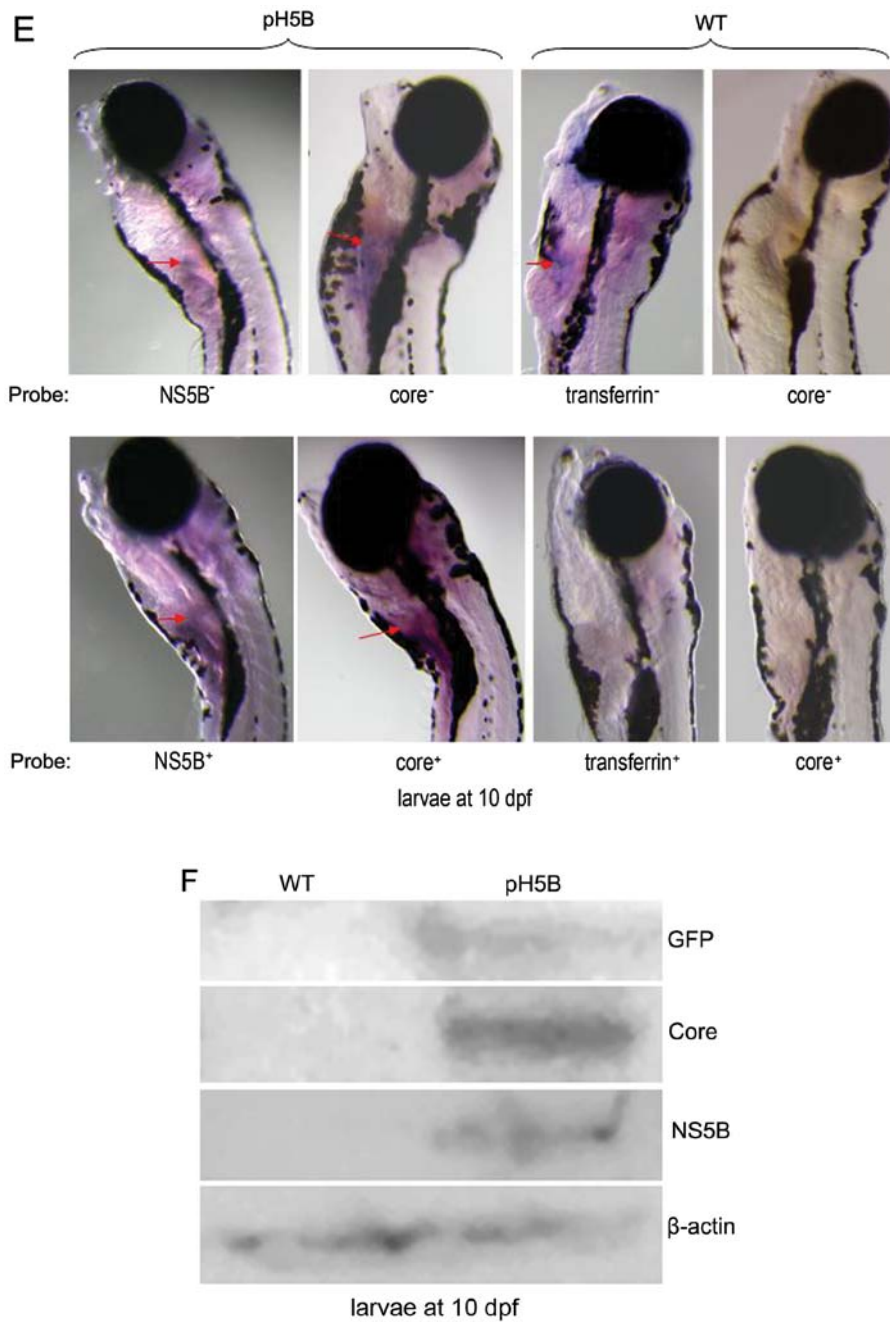 E
pH5B WT
Probe: NS5B⁻ core⁻ transferrin⁻ core⁻
Probe: NS5B⁺ core⁺ transferrin⁺ core⁺
larvae at 10 dpf
F
WT pH5B
GFP
Core
NS5B
β-actin
larvae at 10 dpf